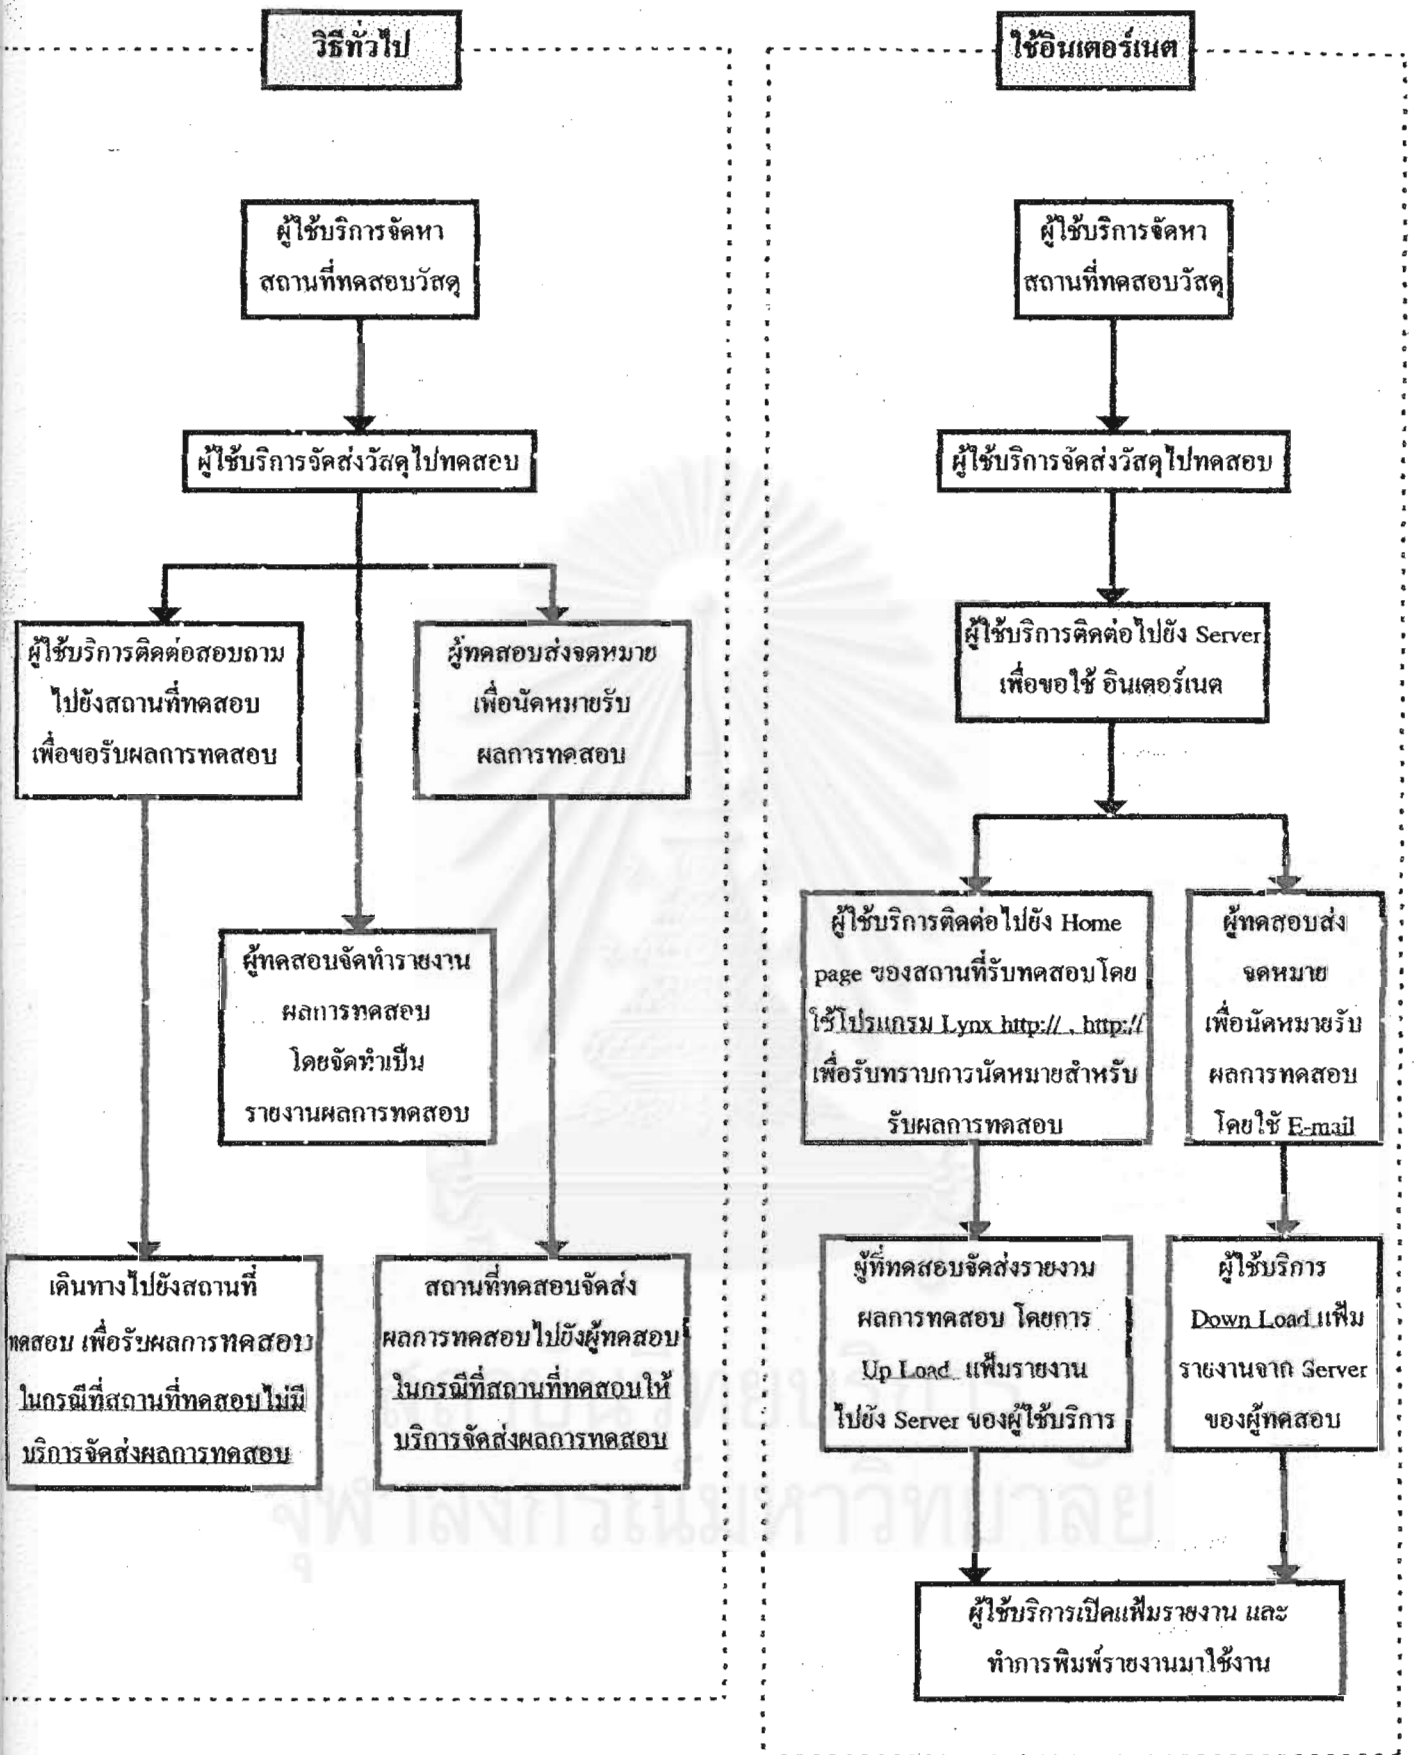 วิธีทั่วไป
ผู้ใช้บริการจัดหา
สถานที่ทดสอบวัสดุ
ผู้ใช้บริการจัดส่งวัสดุไปทดสอบ
ผู้ใช้บริการติดต่อสอบถาม
ไปยังสถานที่ทดสอบ
เพื่อขอรับผลการทดสอบ
ผู้ทดสอบส่งจดหมาย
เพื่อนัดหมายรับ
ผลการทดสอบ
ผู้ทดสอบจัดทำรายงาน
ผลการทดสอบ
โดยจัดทำเป็น
รายงานผลการทดสอบ
เดินทางไปยังสถานที่
ทดสอบ เพื่อรับผลการทดสอบ
ในกรณีที่สถานที่ทดสอบไม่มี
บริการจัดส่งผลการทดสอบ
สถานที่ทดสอบจัดส่ง
ผลการทดสอบไปยังผู้ทดสอบ
ในกรณีที่สถานที่ทดสอบให้
บริการจัดส่งผลการทดสอบ
ใช้อินเตอร์เนต
ผู้ใช้บริการจัดหา
สถานที่ทดสอบวัสดุ
ผู้ใช้บริการจัดส่งวัสดุไปทดสอบ
ผู้ใช้บริการติดต่อไปยัง Server
เพื่อขอใช้ อินเตอร์เนต
ผู้ใช้บริการติดต่อไปยัง Home
page ของสถานที่รับทดสอบโดย
ใช้โปรแกรม Lynx http:// , http://
เพื่อรับทราบการนัดหมายสำหรับ
รับผลการทดสอบ
ผู้ทดสอบส่ง
จดหมาย
เพื่อนัดหมายรับ
ผลการทดสอบ
โดยใช้ E-mail
ผู้ที่ทดสอบจัดส่งรายงาน
ผลการทดสอบ โดยการ
Up Load แฟ้มรายงาน
ไปยัง Server ของผู้ใช้บริการ
ผู้ใช้บริการ
Down Load แฟ้ม
รายงานจาก Server
ของผู้ทดสอบ
ผู้ใช้บริการเปิดแฟ้มรายงาน และ
ทำการพิมพ์รายงานมาใช้งาน
สถาบันวิทยบริการ
จุฬาลงกรณ์มหาวิทยาลัย